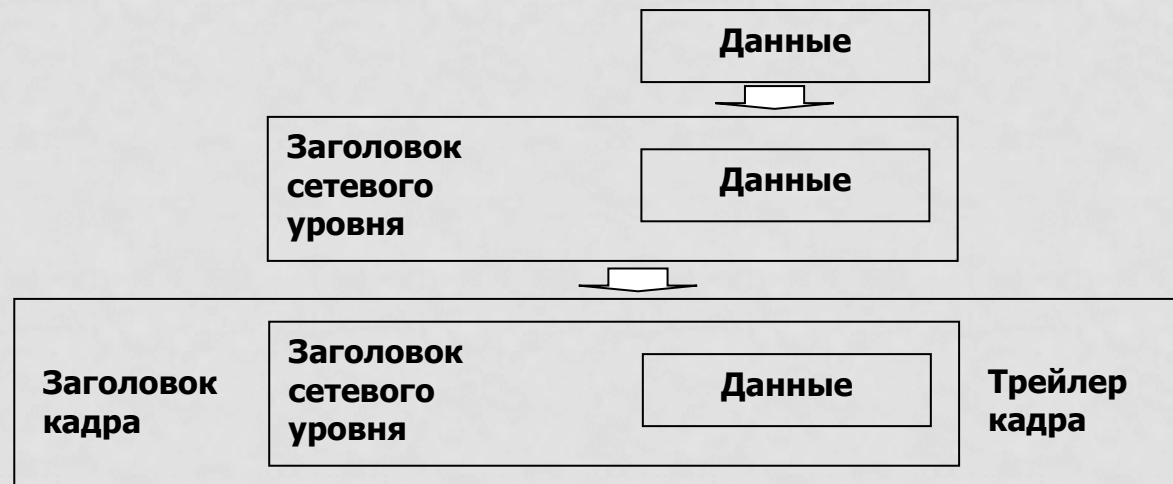 Данные
Заголовок
сетевого
уровня
Данные
Заголовок
кадра
Заголовок
сетевого
уровня
Данные
Трейлер
кадра